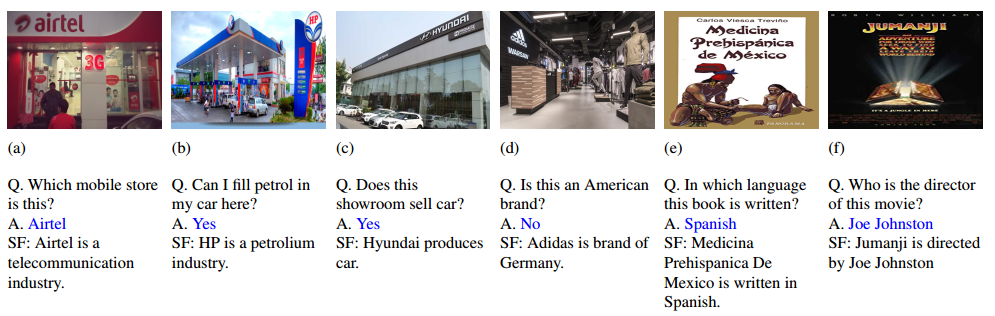 airtel
3G
HP
HYUNDAI
adidas
WARSAW
Carlos Viesca Treviño
Medicina
Prehispánica
de México
PANORAMA
ROBIN WILLIAMS
JUMANJI
IT'S A JUNGLE IN HERE
(a)
(b)
(c)
(d)
(e)
(f)
Q. Which mobile store
is this?
A. Airtel
SF: Airtel is a
telecommunication
industry.
Q. Can I fill petrol in
my car here?
A. Yes
SF: HP is a petrolium
industry.
Q. Does this
showroom sell car?
A. Yes
SF: Hyundai produces
car.
Q. Is this an American
brand?
A. No
SF: Adidas is brand of
Germany.
Q. In which language
this book is written?
A. Spanish
SF: Medicina
Prehispanica De
Mexico is written in
Spanish.
Q. Who is the director
of this movie?
A. Joe Johnston
SF: Jumanji is directed
by Joe Johnston